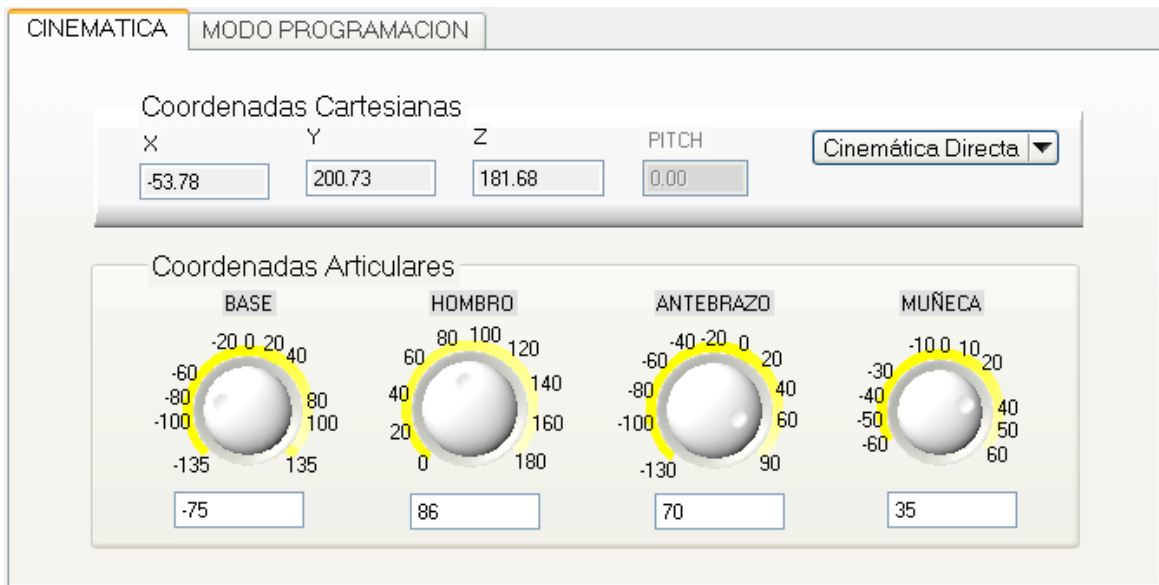 CINEMATICA MODO PROGRAMACION
Coordenadas Cartesianas
X Y Z PITCH
-53.78 200.73 181.68 0.00 Cinemática Directa
Coordenadas Articulares
BASE HOMBRO ANTEBRAZO MUÑECA
-135 -100 -80 -60 -20 0 20 40 80 100 135
0 20 40 60 80 100 120 140 160 180
-130 -100 -80 -60 -40 -20 0 20 40 60 90
-60 -50 -40 -30 -10 0 10 20 40 50 60
-75 86 70 35